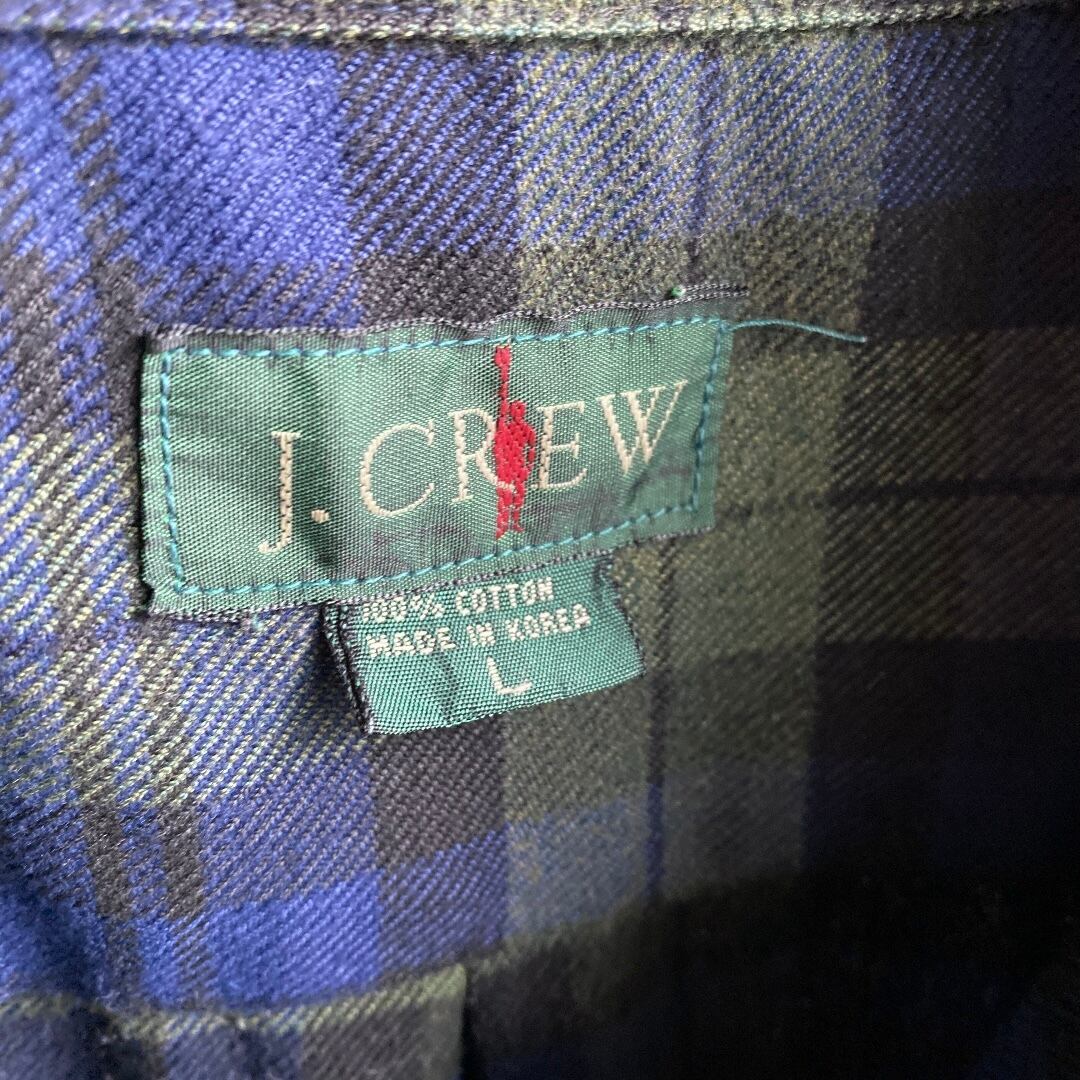 J. CREW
100% COTTON
MADE IN KOREA
L